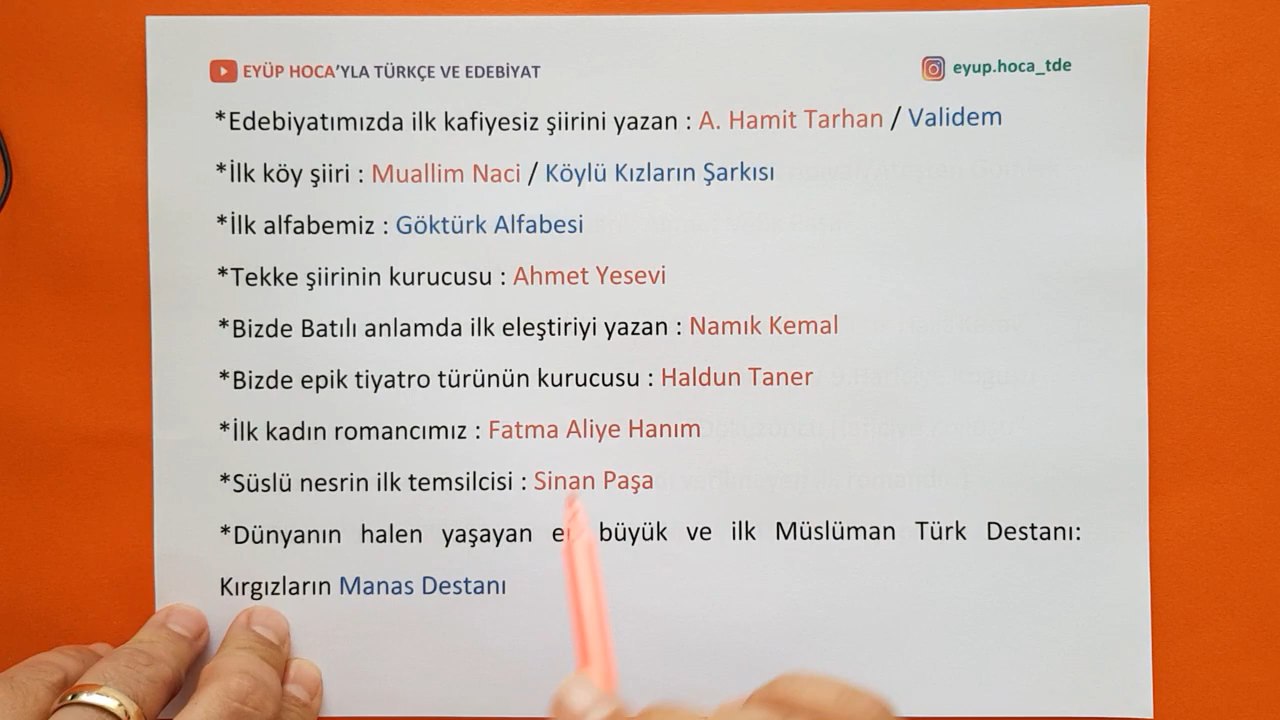 EYÜP HOCA'YLA TÜRKÇE VE EDEBİYAT
eyup.hoca_tde
*Edebiyatımızda ilk kafiyesiz şiirini yazan : A. Hamit Tarhan / Validem
*İlk köy şiiri : Muallim Naci / Köylü Kızların Şarkısı
*İlk alfabemiz : Göktürk Alfabesi
*Tekke şiirinin kurucusu : Ahmet Yesevi
*Bizde Batılı anlamda ilk eleştiriyi yazan : Namık Kemal
*Bizde epik tiyatro türünün kurucusu : Haldun Taner
*İlk kadın romancımız : Fatma Aliye Hanım
*Süslü nesrin ilk temsilcisi : Sinan Paşa
*Dünyanın halen yaşayan büyük ve ilk Müslüman Türk Destanı:
Kırgızların Manas Destanı